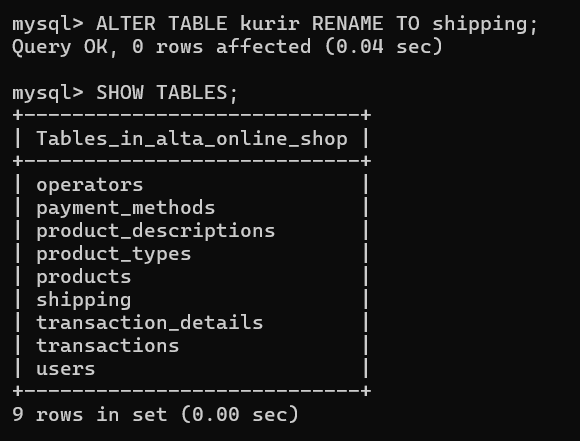 mysql> ALTER TABLE kurir RENAME TO shipping;
Query OK, 0 rows affected (0.04 sec)

mysql> SHOW TABLES;
+----------------------------+
| Tables_in_alta_online_shop |
+----------------------------+
| operators                  |
| payment_methods            |
| product_descriptions       |
| product_types              |
| products                   |
| shipping                   |
| transaction_details        |
| transactions               |
| users                      |
+----------------------------+
9 rows in set (0.00 sec)